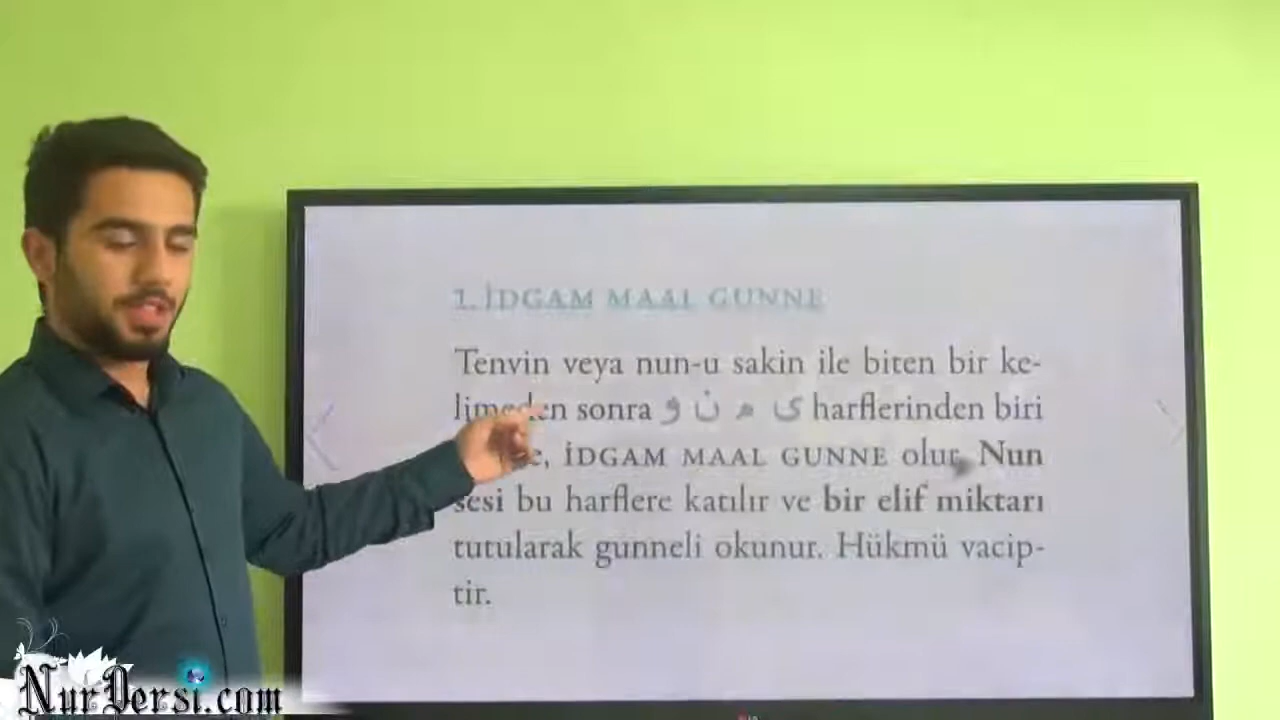 1. İDGAM MAAL GUNNE
Tenvin veya nun-u sakin ile biten bir ke-
limeden sonra ى م ن و harflerinden biri
İDGAM MAAL GUNNE olur. Nun
sesi bu harflere katılır ve bir elif miktarı
tutularak gunneli okunur. Hükmü vacip-
tir.
NurDersi.com